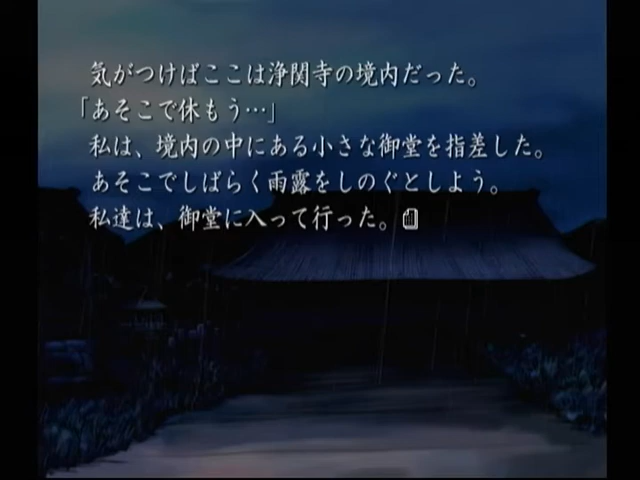 気がつけばここは浄関寺の境内だった。
「あそこで休もう…」
私は、境内の中にある小さな御堂を指差した。
あそこでしばらく雨露をしのぐとしよう。
私達は、御堂に入って行った。